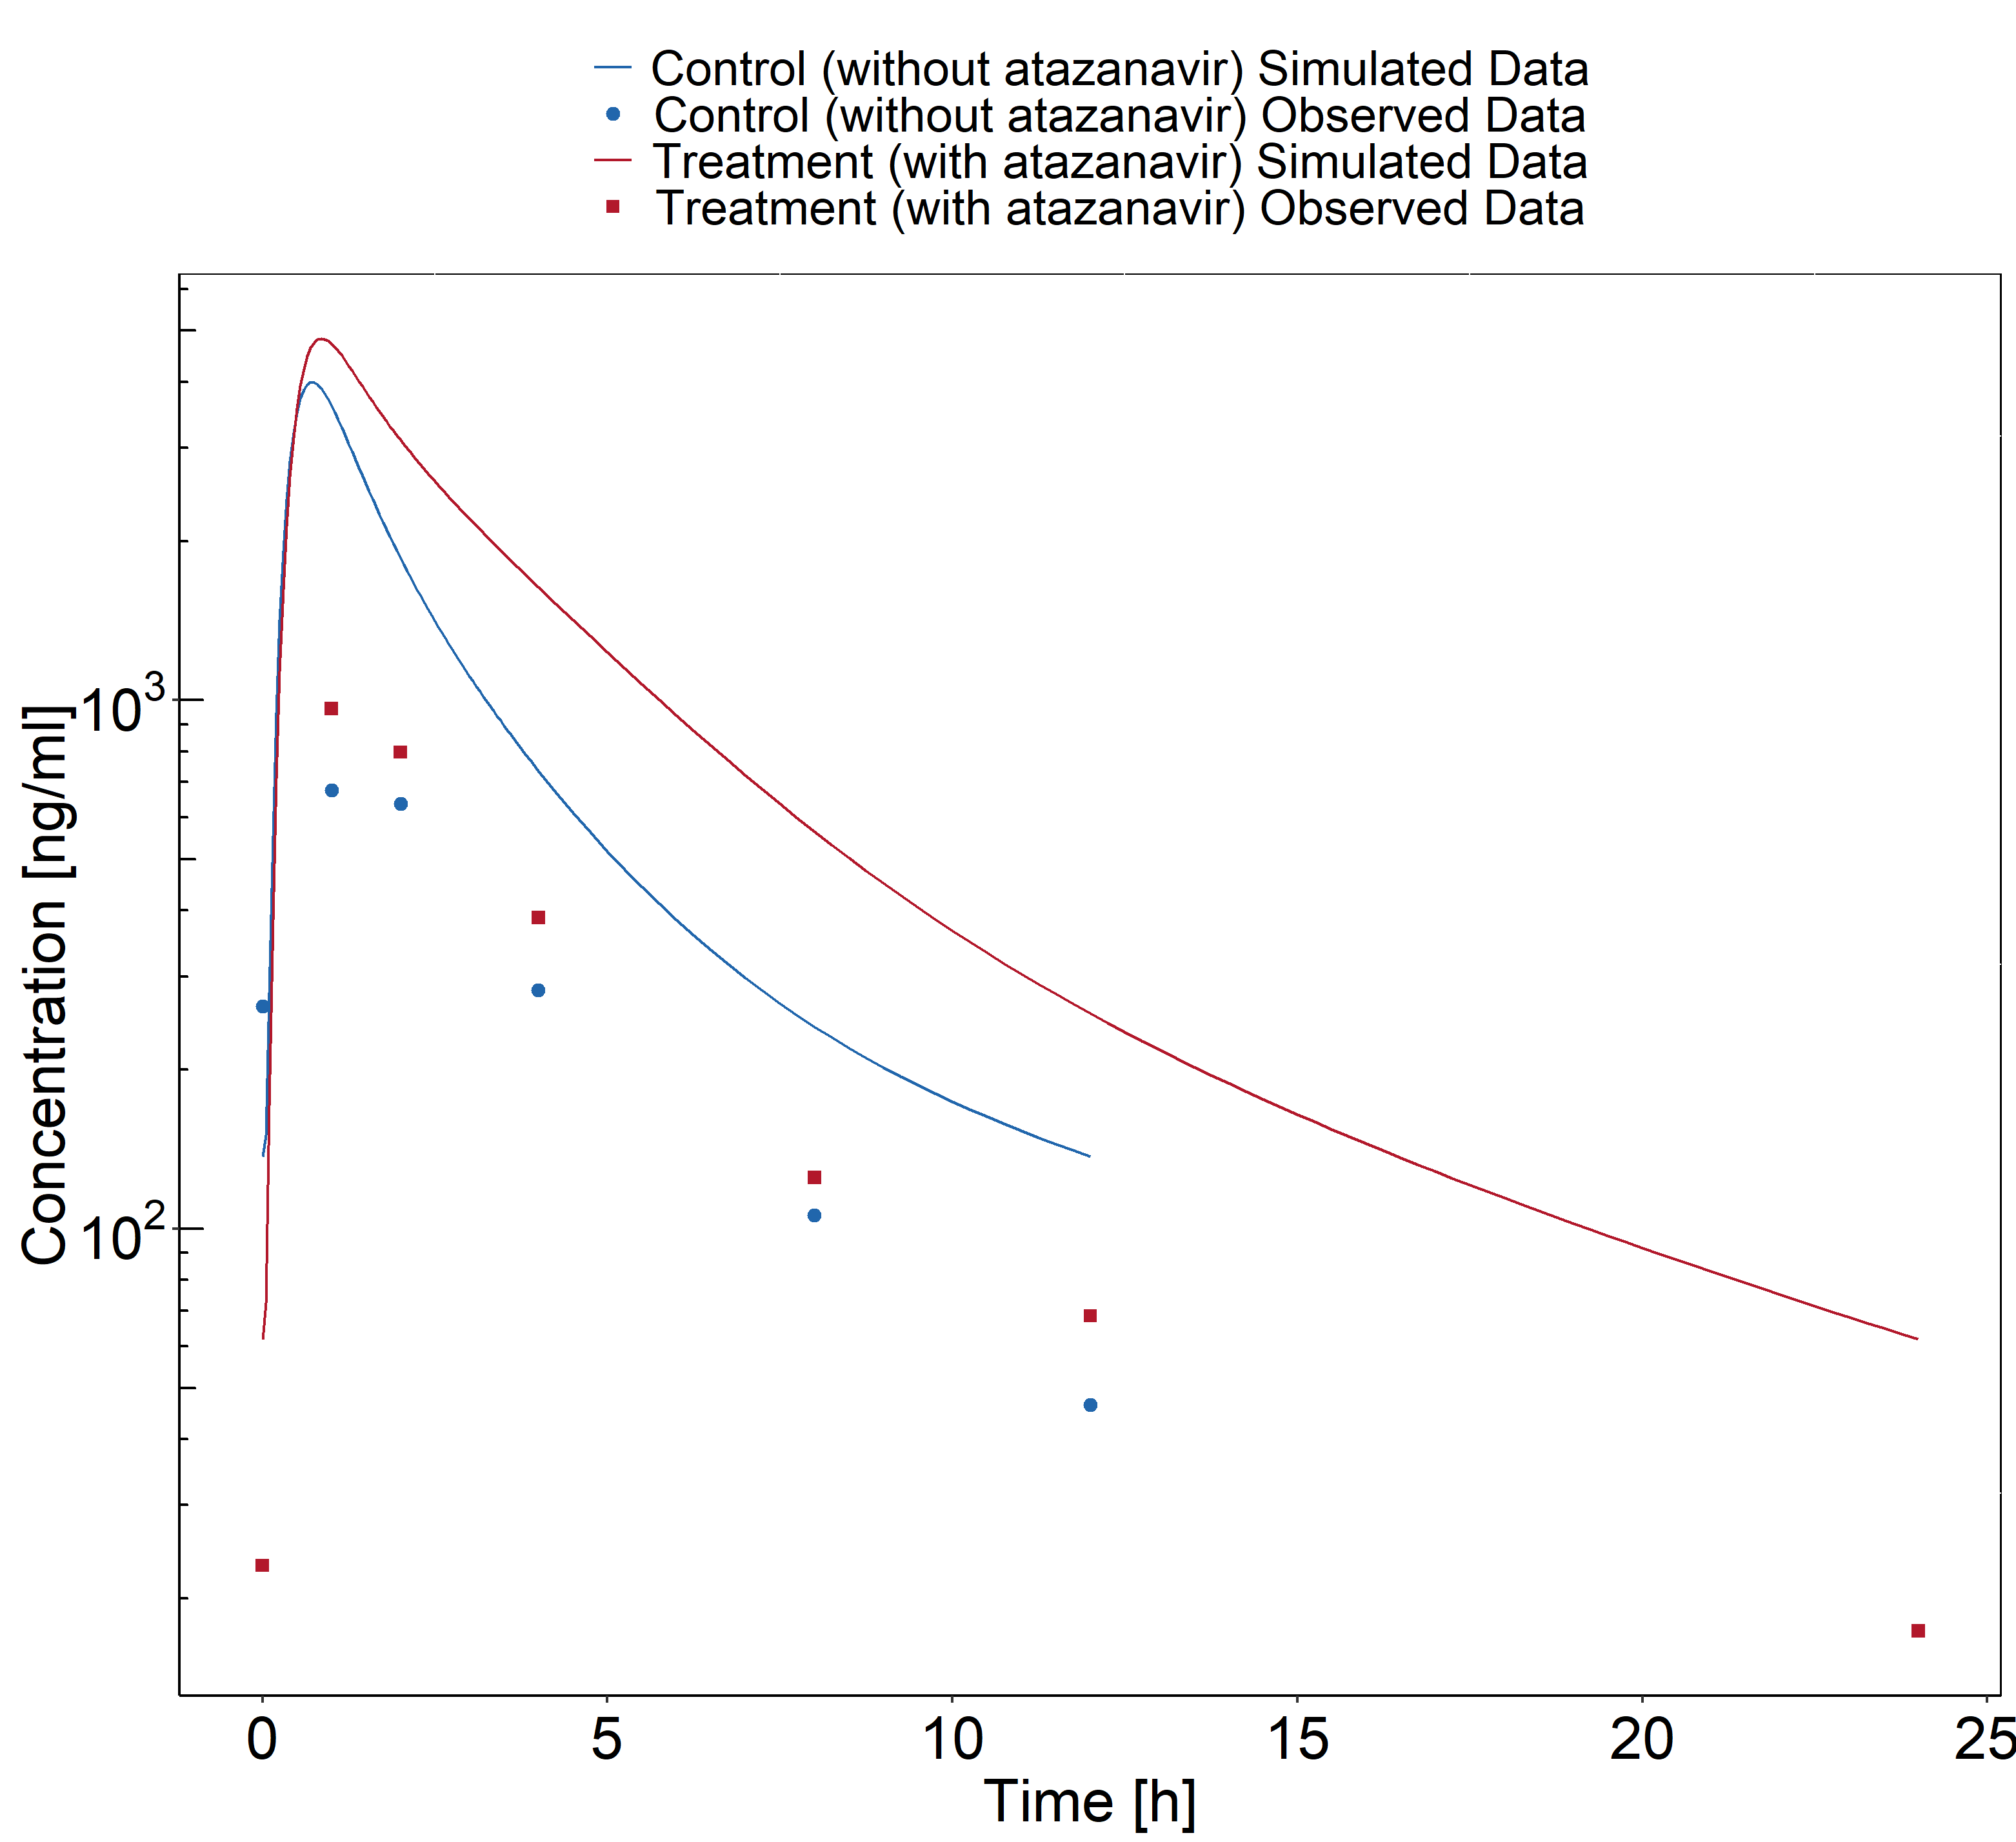 Control (without atazanavir) Simulated Data
Control (without atazanavir) Observed Data
Treatment (with atazanavir) Simulated Data
Treatment (with atazanavir) Observed Data
Concentration [ng/ml]
10³
10²
0 5 10 15 20 25
Time [h]